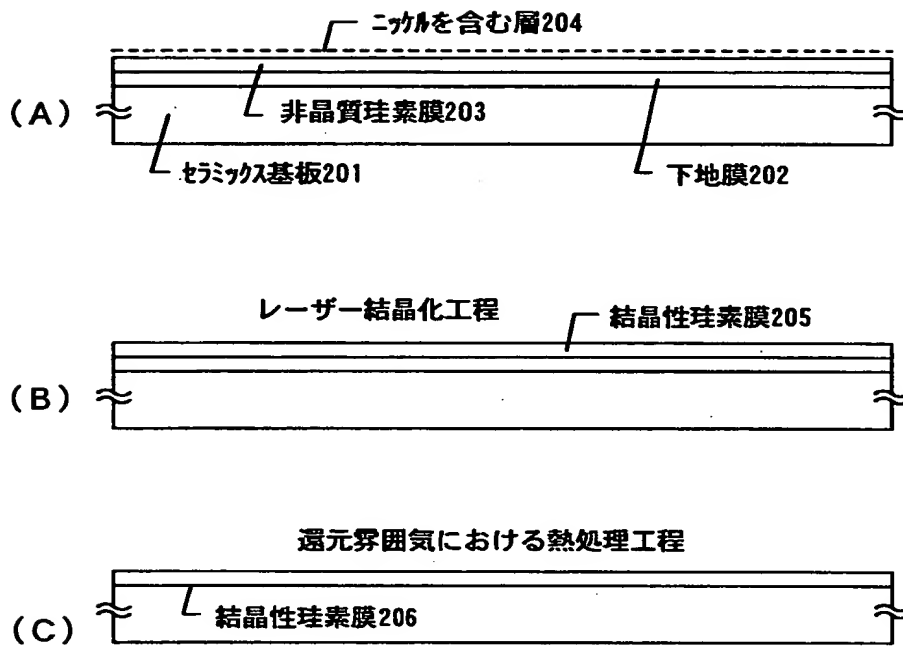 ニッケルを含む層204
(A)
非晶質珪素膜203
セラミックス基板201
下地膜202
レーザー結晶化工程
結晶性珪素膜205
(B)
還元雰囲気における熱処理工程
結晶性珪素膜206
(C)